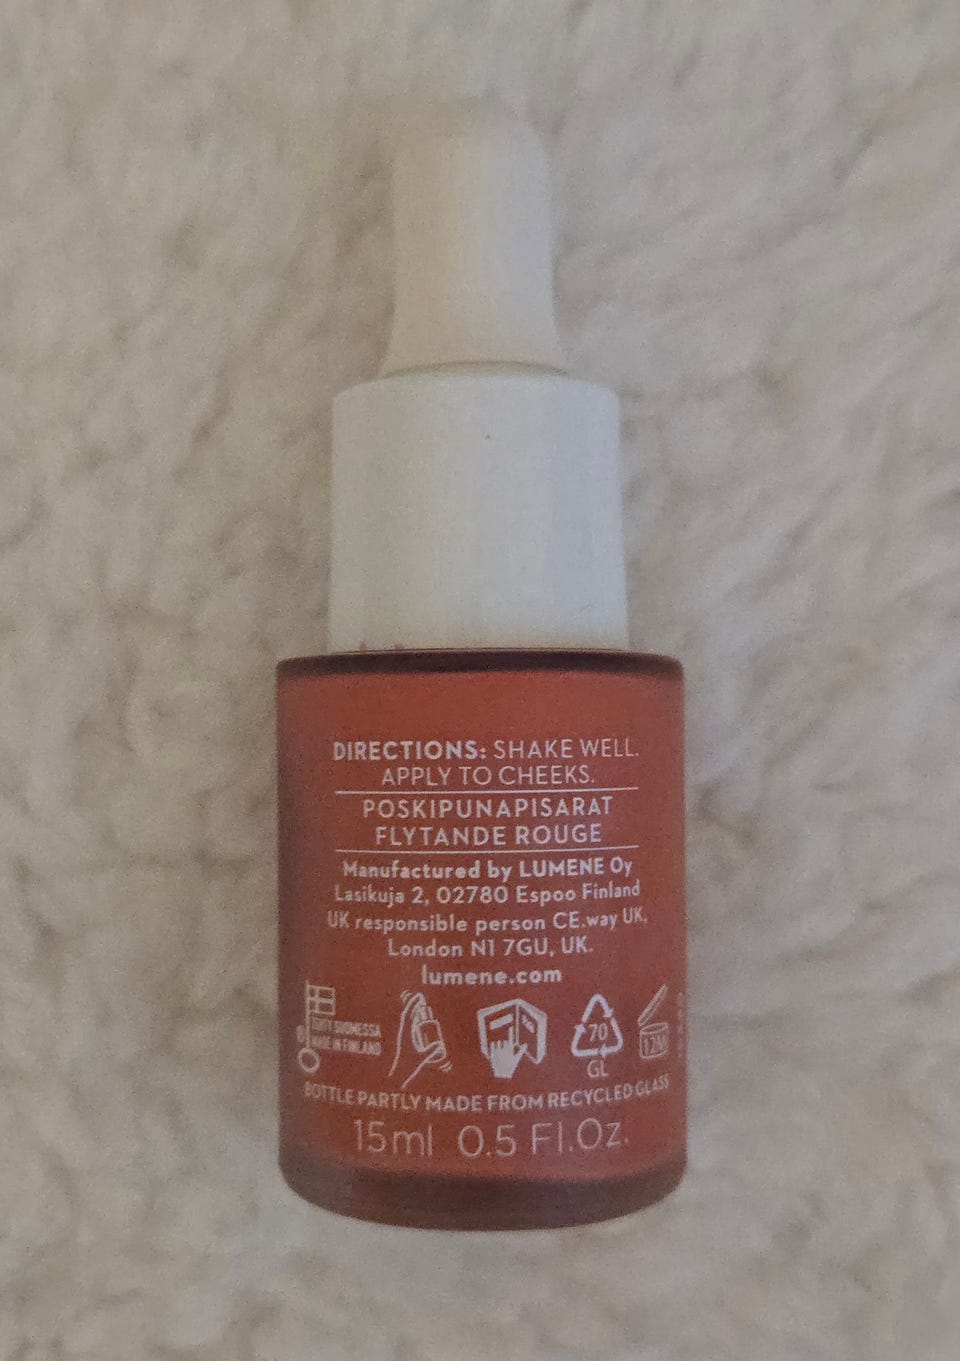 DIRECTIONS: SHAKE WELL.
APPLY TO CHEEKS.
POSKIPUNAPISARAT
FLYTANDE ROUGE
Manufactured by LUMENE Oy
Lasikuja 2, 02780 Espoo Finland
UK responsible person CE.way UK,
London N1 7GU, UK.
lumene.com
TEHTY SUOMESSA
MADE IN FINLAND
70
GL
12M
BOTTLE PARTLY MADE FROM RECYCLED GLASS
15ml 0.5 Fl.Oz.